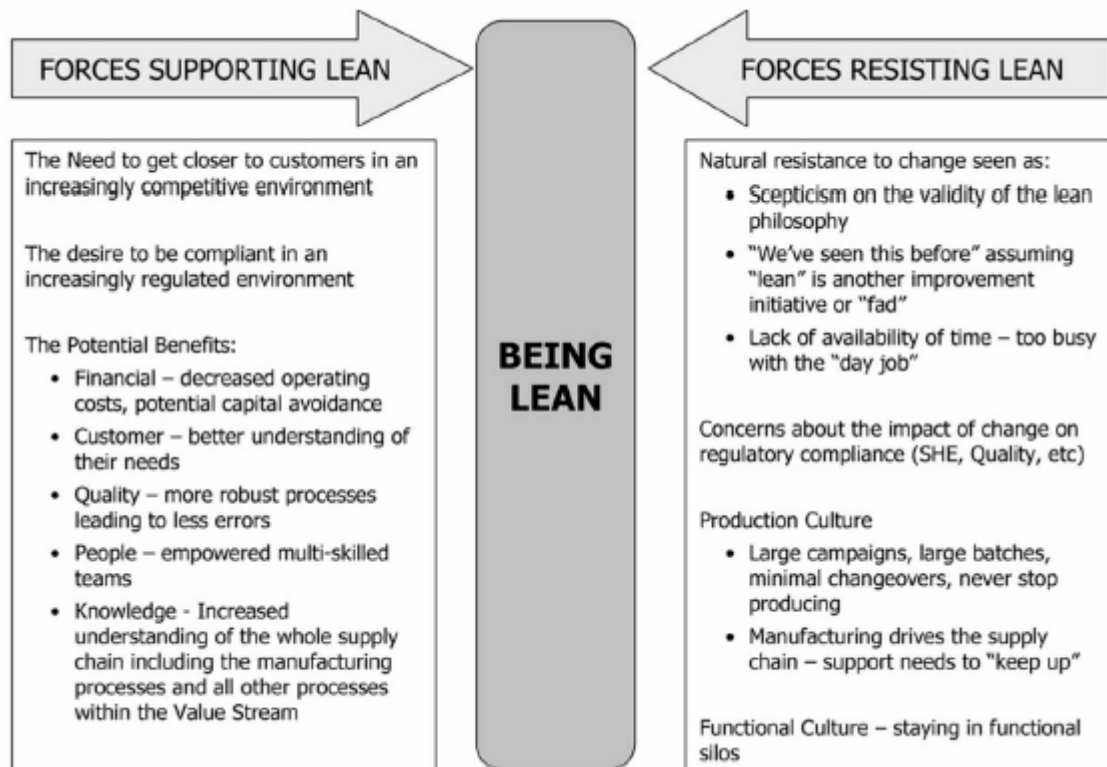 FORCES SUPPORTING LEAN
The Need to get closer to customers in an
increasingly competitive environment
The desire to be compliant in an
increasingly regulated environment
The Potential Benefits:
• Financial – decreased operating
costs, potential capital avoidance
• Customer – better understanding of
their needs
• Quality – more robust processes
leading to less errors
• People – empowered multi-skilled
teams
• Knowledge - Increased
understanding of the whole supply
chain including the manufacturing
processes and all other processes
within the Value Stream
BEING
LEAN
FORCES RESISTING LEAN
Natural resistance to change seen as:
• Scepticism on the validity of the lean
philosophy
• “We’ve seen this before” assuming
“lean” is another improvement
initiative or “fad”
• Lack of availability of time – too busy
with the “day job”
Concerns about the impact of change on
regulatory compliance (SHE, Quality, etc)
Production Culture
• Large campaigns, large batches,
minimal changeovers, never stop
producing
• Manufacturing drives the supply
chain – support needs to “keep up”
Functional Culture – staying in functional
silos